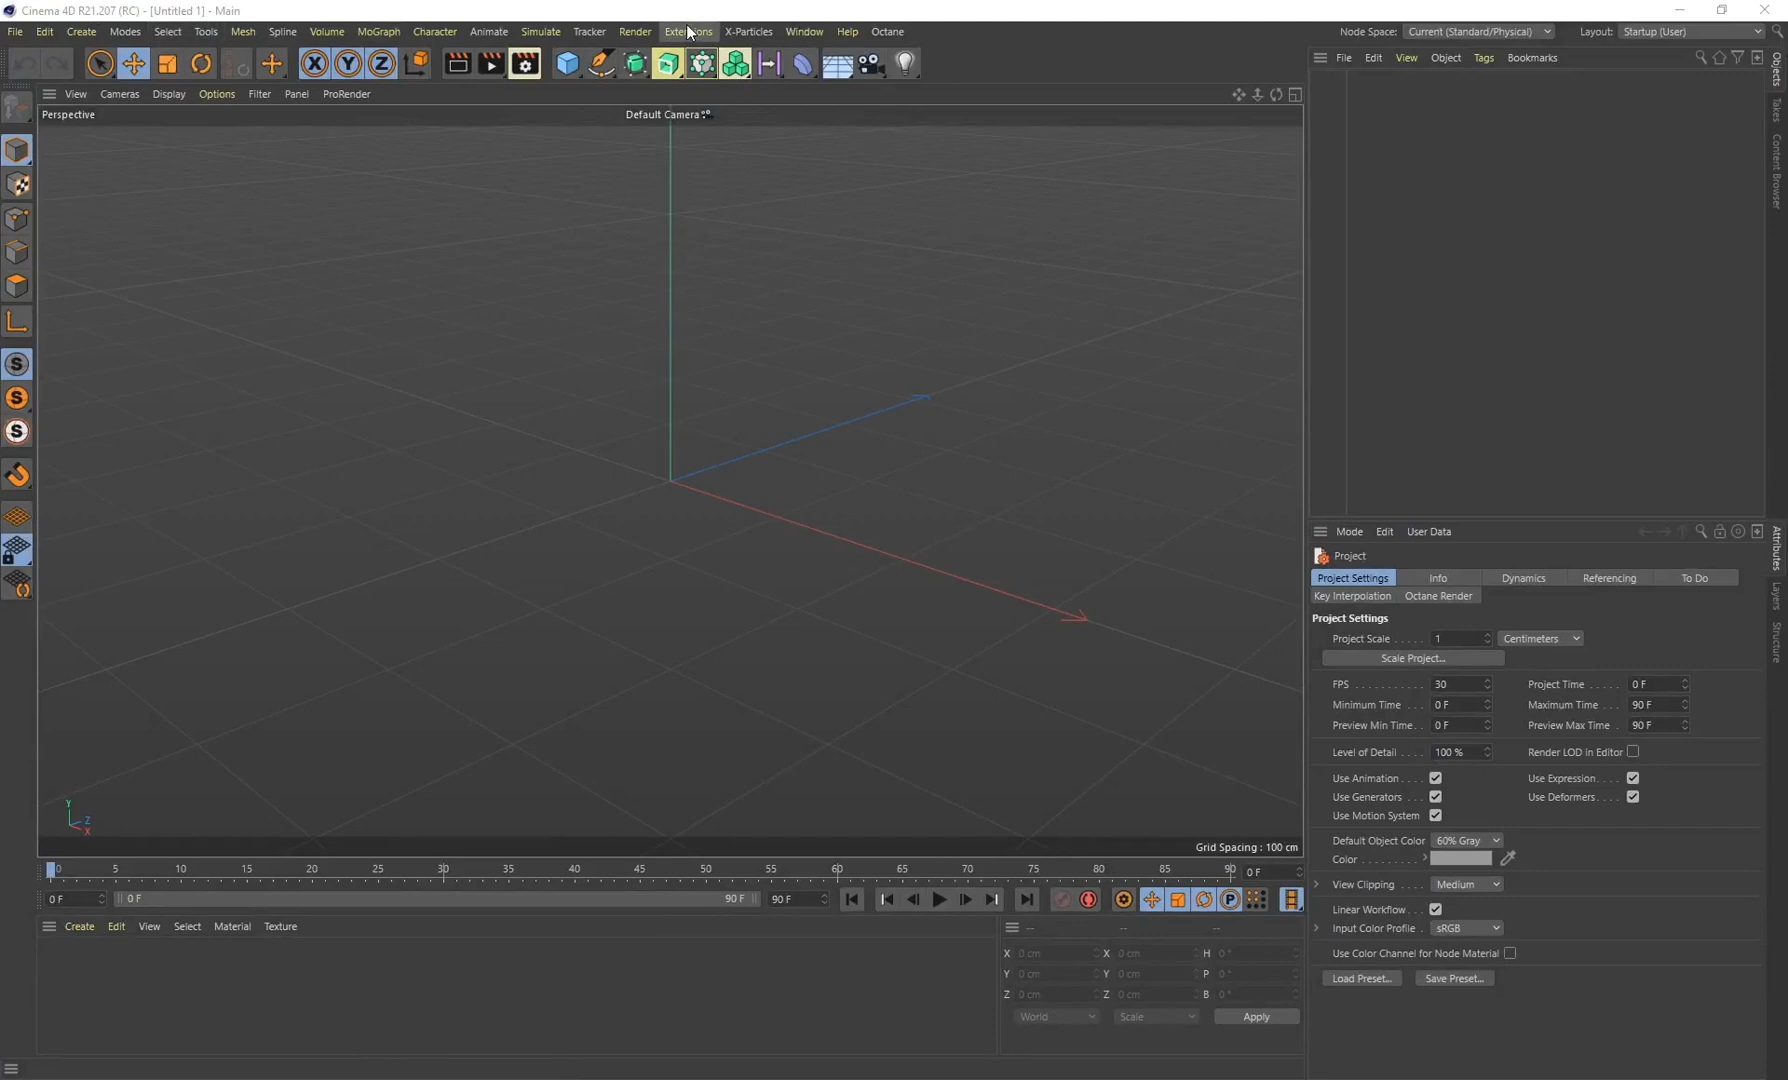 Cinema 4D R21.207 (RC) - [Untitled 1] - Main
File Edit Create Modes Select Tools Mesh Spline Volume MoGraph Character Animate Simulate Tracker Render Extensions X-Particles Window Help Octane
Node Space: Current (Standard/Physical) Layout: Startup (User)
File Edit View Object Tags Bookmarks
View Cameras Display Options Filter Panel ProRender
Perspective
Default Camera
Objects
Takes
Content Browser
X Y Z
Y
Z
X
Grid Spacing : 100 cm
Mode Edit User Data
Project
Project Settings Info Dynamics Referencing To Do
Key Interpolation Octane Render
Project Settings
Project Scale . . . . . 1 Centimeters
Scale Project...
FPS . . . . . . . . . . . 30 Project Time . . . . . 0 F
Minimum Time . . . 0 F Maximum Time . . . 90 F
Preview Min Time. . 0 F Preview Max Time . 90 F
Level of Detail . . . . 100 % Render LOD in Editor
Use Animation . . . . Use Expression. . . .
Use Generators . . . Use Deformers. . . .
Use Motion System
Default Object Color 60% Gray
Color . . . . . . . . .
View Clipping . . . . Medium
Linear Workflow. . .
Input Color Profile . sRGB
Use Color Channel for Node Material
Load Preset... Save Preset...
Attributes
Layers
Structure
0 5 10 15 20 25 30 35 40 45 50 55 60 65 70 75 80 85 90 0 F
0 F 0 F 90 F 90 F
P
Create Edit View Select Material Texture
-- -- --
X 0 cm X 0 cm H 0 °
Y 0 cm Y 0 cm P 0 °
Z 0 cm Z 0 cm B 0 °
World Scale Apply
S
S
S